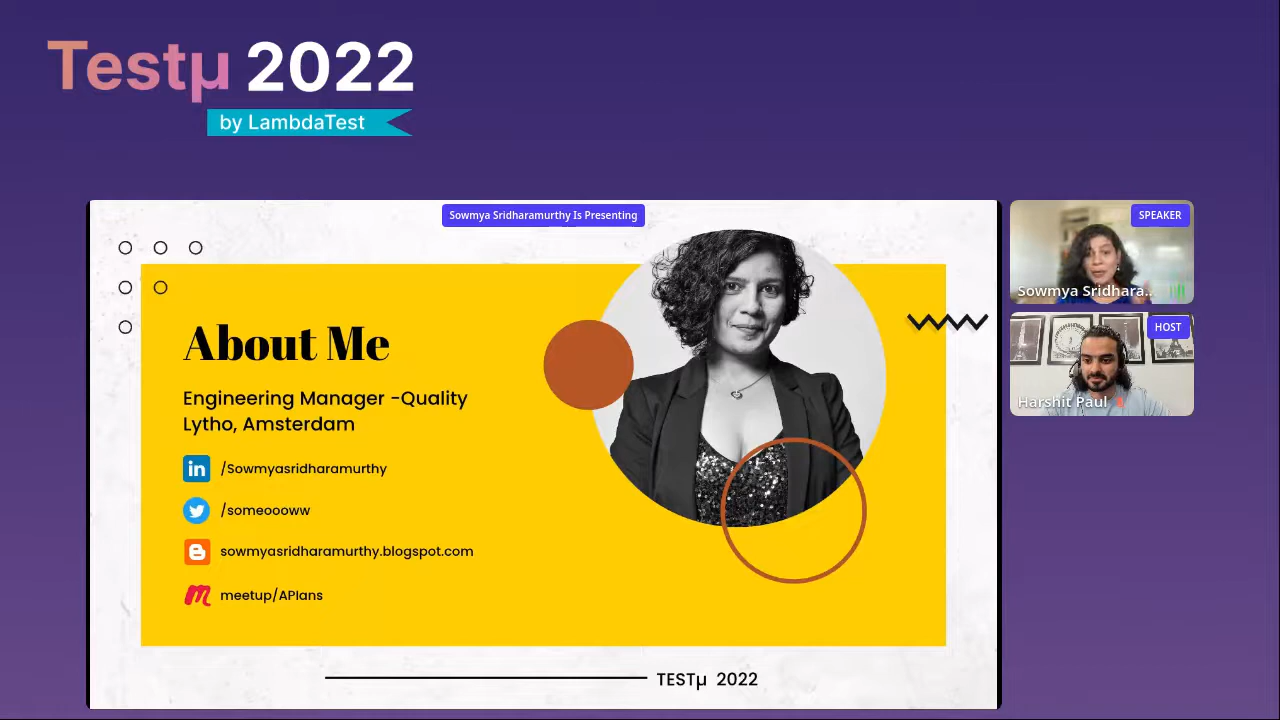 Testμ 2022
by LambdaTest
Sowmya Sridharamurthy Is Presenting
About Me
Engineering Manager -Quality
Lytho, Amsterdam
in /Sowmyasridharamurthy
/someoooww
sowmyasridharamurthy.blogspot.com
m meetup/APIans
TESTμ 2022
SPEAKER
Sowmya Sridhara..
HOST
Harshit Paul